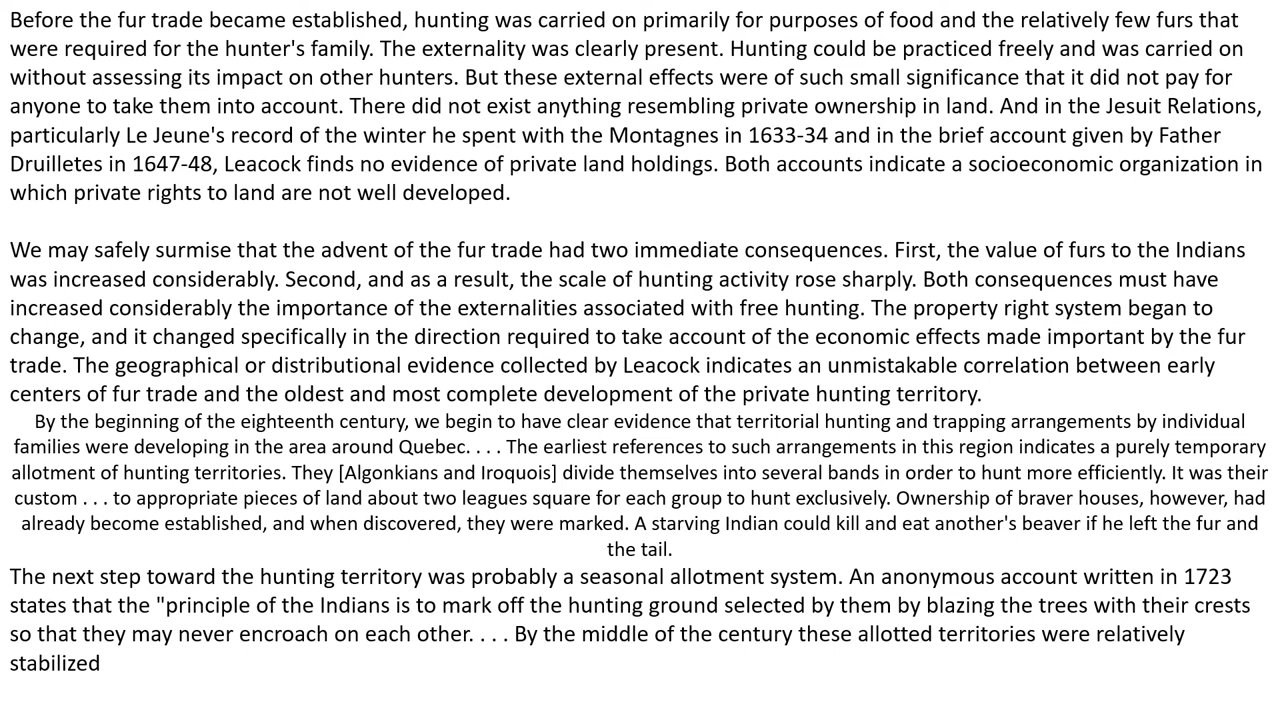 Before the fur trade became established, hunting was carried on primarily for purposes of food and the relatively few furs that
were required for the hunter's family. The externality was clearly present. Hunting could be practiced freely and was carried on
without assessing its impact on other hunters. But these external effects were of such small significance that it did not pay for
anyone to take them into account. There did not exist anything resembling private ownership in land. And in the Jesuit Relations,
particularly Le Jeune's record of the winter he spent with the Montagnes in 1633-34 and in the brief account given by Father
Druilletes in 1647-48, Leacock finds no evidence of private land holdings. Both accounts indicate a socioeconomic organization in
which private rights to land are not well developed.

We may safely surmise that the advent of the fur trade had two immediate consequences. First, the value of furs to the Indians
was increased considerably. Second, and as a result, the scale of hunting activity rose sharply. Both consequences must have
increased considerably the importance of the externalities associated with free hunting. The property right system began to
change, and it changed specifically in the direction required to take account of the economic effects made important by the fur
trade. The geographical or distributional evidence collected by Leacock indicates an unmistakable correlation between early
centers of fur trade and the oldest and most complete development of the private hunting territory.
By the beginning of the eighteenth century, we begin to have clear evidence that territorial hunting and trapping arrangements by individual
families were developing in the area around Quebec. . . . The earliest references to such arrangements in this region indicates a purely temporary
allotment of hunting territories. They [Algonkians and Iroquois] divide themselves into several bands in order to hunt more efficiently. It was their
custom . . . to appropriate pieces of land about two leagues square for each group to hunt exclusively. Ownership of braver houses, however, had
already become established, and when discovered, they were marked. A starving Indian could kill and eat another's beaver if he left the fur and
the tail.
The next step toward the hunting territory was probably a seasonal allotment system. An anonymous account written in 1723
states that the "principle of the Indians is to mark off the hunting ground selected by them by blazing the trees with their crests
so that they may never encroach on each other. . . . By the middle of the century these allotted territories were relatively
stabilized